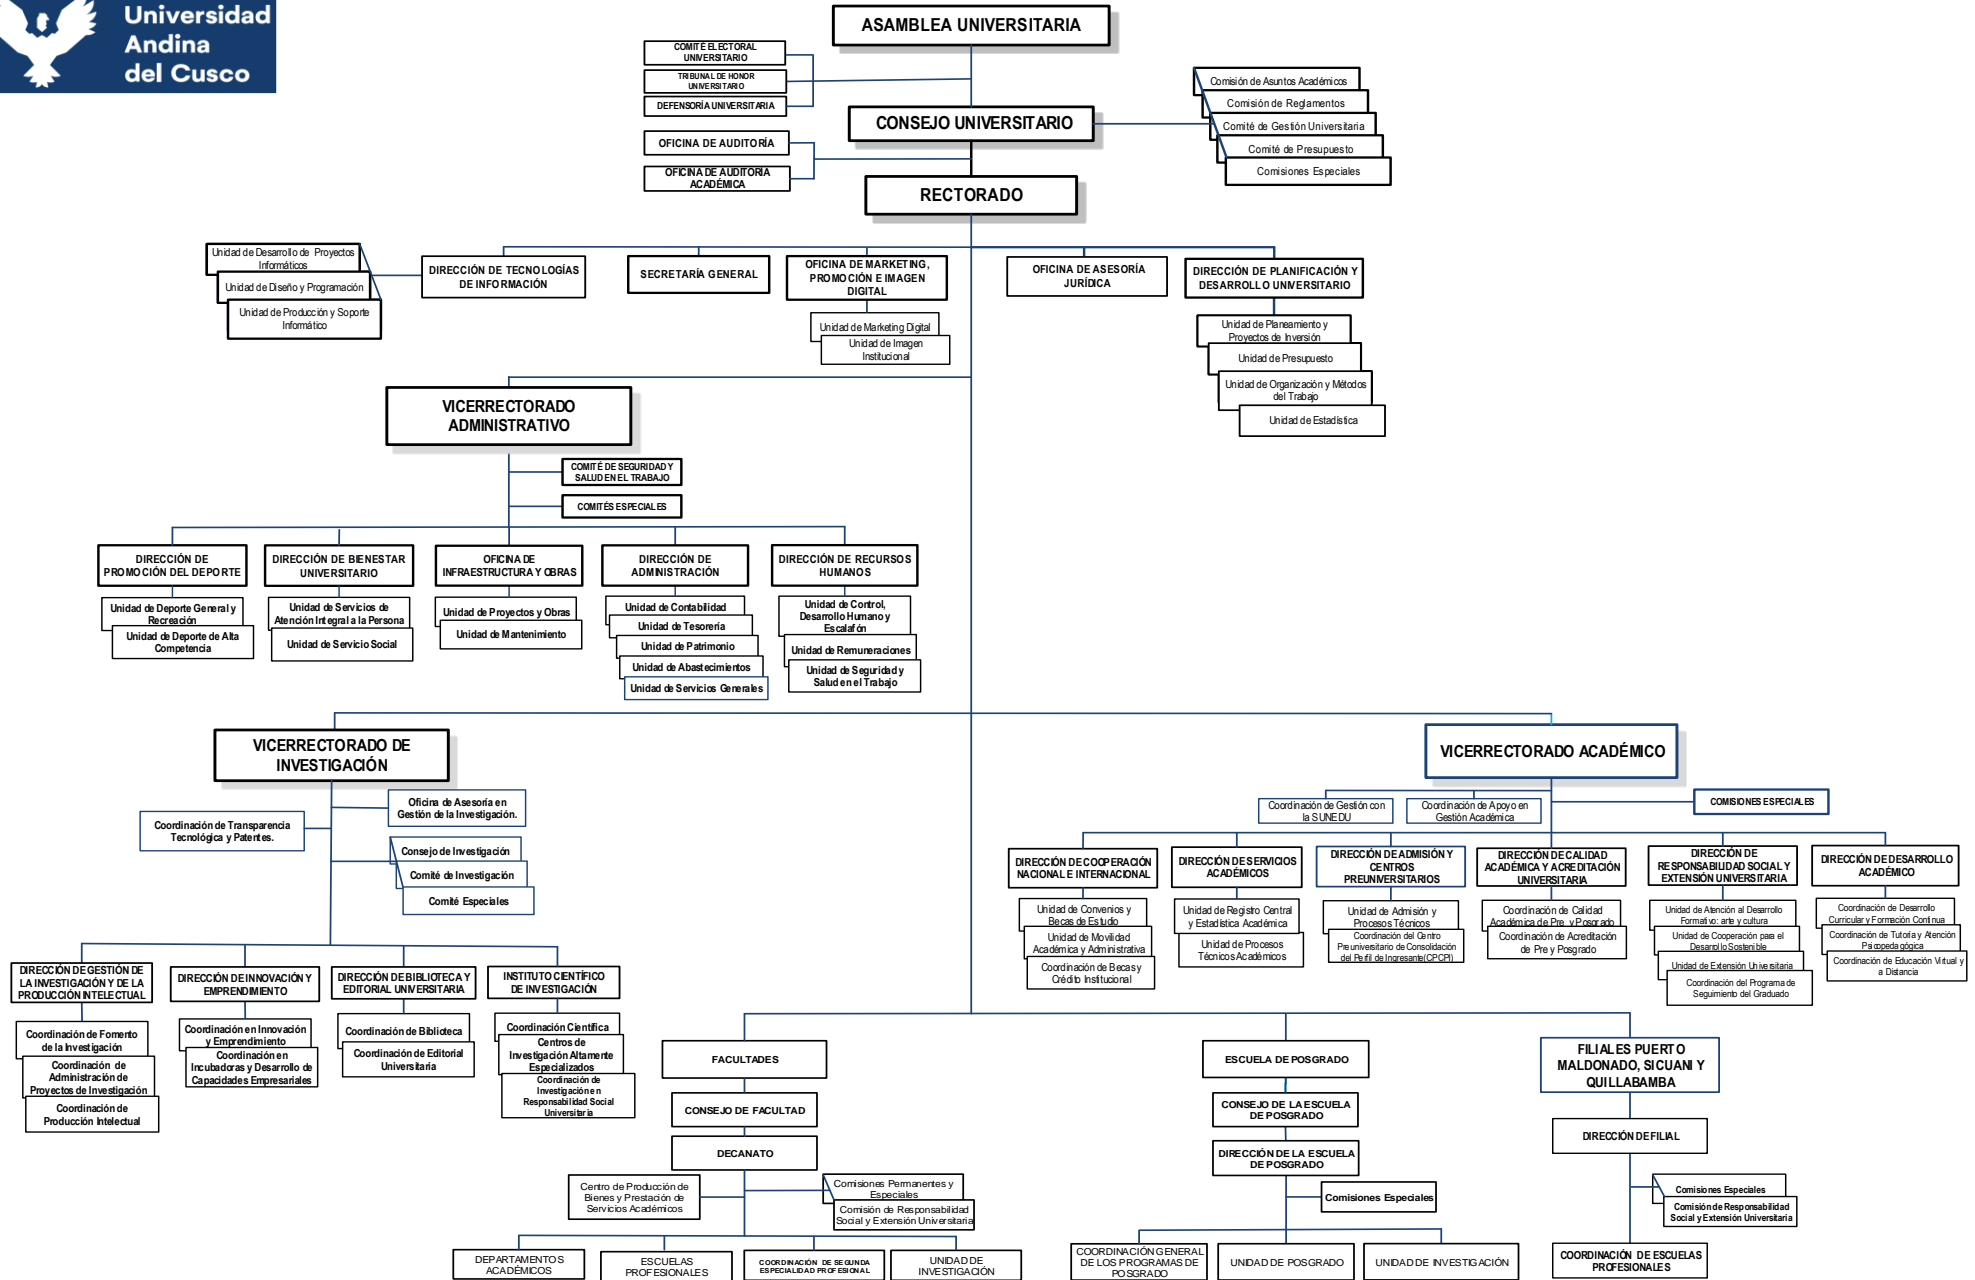 Universidad
Andina
del Cusco
ASAMBLEA UNIVERSITARIA
COMITÉ ELECTORAL
UNIVERSITARIO
TRIBUNAL DE HONOR
UNIVERSITARIO
DEFENSORÍA UNIVERSITARIA
CONSEJO UNIVERSITARIO
Comisión de Asuntos Académicos
Comisión de Reglamentos
Comité de Gestión Universitaria
Comité de Presupuesto
Comisiones Especiales
OFICINA DE AUDITORÍA
OFICINA DE AUDITORÍA
ACADÉMICA
RECTORADO
Unidad de Desarrollo de Proyectos
Informáticos
Unidad de Diseño y Programación
Unidad de Producción y Soporte
Informático
DIRECCIÓN DE TECNOLOGÍAS
DE INFORMACIÓN
SECRETARÍA GENERAL
OFICINA DE MARKETING,
PROMOCIÓN E IMAGEN
DIGITAL
Unidad de Marketing Digital
Unidad de Imagen
Institucional
OFICINA DE ASESORÍA
JURÍDICA
DIRECCIÓN DE PLANIFICACIÓN Y
DESARROLLO UNIVERSITARIO
Unidad de Planeamiento y
Proyectos de Inversión
Unidad de Presupuesto
Unidad de Organización y Métodos
del Trabajo
Unidad de Estadística
VICERRECTORADO
ADMINISTRATIVO
COMITÉ DE SEGURIDAD Y
SALUD EN EL TRABAJO
COMITÉS ESPECIALES
DIRECCIÓN DE
PROMOCIÓN DEL DEPORTE
Unidad de Deporte General y
Recreación
Unidad de Deporte de Alta
Competencia
DIRECCIÓN DE BIENESTAR
UNIVERSITARIO
Unidad de Servicios de
Atención Integral a la Persona
Unidad de Servicio Social
OFICINA DE
INFRAESTRUCTURA Y OBRAS
Unidad de Proyectos y Obras
Unidad de Mantenimiento
DIRECCIÓN DE
ADMINISTRACIÓN
Unidad de Contabilidad
Unidad de Tesorería
Unidad de Patrimonio
Unidad de Abastecimientos
Unidad de Servicios Generales
DIRECCIÓN DE RECURSOS
HUMANOS
Unidad de Control,
Desarrollo Humano y
Escalafón
Unidad de Remuneraciones
Unidad de Seguridad y
Salud en el Trabajo
VICERRECTORADO DE
INVESTIGACIÓN
Oficina de Asesoría en
Gestión de la Investigación.
Coordinación de Transparencia
Tecnológica y Patentes.
Consejo de Investigación
Comité de Investigación
Comité Especiales
DIRECCIÓN DE GESTIÓN DE
LA INVESTIGACIÓN Y DE LA
PRODUCCIÓN INTELECTUAL
Coordinación de Fomento
de la Investigación
Coordinación de
Administración de
Proyectos de Investigación
Coordinación de
Producción Intelectual
DIRECCIÓN DE INNOVACIÓN Y
EMPRENDIMIENTO
Coordinación en Innovación
y Emprendimiento
Coordinación en
Incubadoras y Desarrollo de
Capacidades Empresariales
DIRECCIÓN DE BIBLIOTECA Y
EDITORIAL UNIVERSITARIA
Coordinación de Biblioteca
Coordinación de Editorial
Universitaria
INSTITUTO CIENTÍFICO
DE INVESTIGACIÓN
Coordinación Científica
Centros de
Investigación Altamente
Especializados
Coordinación de
Investigación en
Responsabilidad Social
Universitaria
VICERRECTORADO ACADÉMICO
Coordinación de Gestión con
la SUNEDU
Coordinación de Apoyo en
Gestión Académica
COMISIONES ESPECIALES
DIRECCIÓN DE COOPERACIÓN
NACIONAL E INTERNACIONAL
Unidad de Convenios y
Becas de Estudio
Unidad de Movilidad
Académica y Administrativa
Coordinación de Becas y
Crédito Institucional
DIRECCIÓN DE SERVICIOS
ACADÉMICOS
Unidad de Registro Central
y Estadística Académica
Unidad de Procesos
Técnicos Académicos
DIRECCIÓN DE ADMISIÓN Y
CENTROS
PREUNIVERSITARIOS
Unidad de Admisión y
Procesos Técnicos
Coordinación del Centro
Preuniversitario de Consolidación
del Perfil de Ingresante(CPCPI)
DIRECCIÓN DE CALIDAD
ACADÉMICA Y ACREDITACIÓN
UNIVERSITARIA
Coordinación de Calidad
Académica de Pre y Posgrado
Coordinación de Acreditación
de Pre y Posgrado
DIRECCIÓN DE
RESPONSABILIDAD SOCIAL Y
EXTENSIÓN UNIVERSITARIA
Unidad de Atención al Desarrollo
Formativo: arte y cultura
Unidad de Cooperación para el
Desarrollo Sostenible
Unidad de Extensión Universitaria
Coordinación del Programa de
Seguimiento del Graduado
DIRECCIÓN DE DESARROLLO
ACADÉMICO
Coordinación de Desarrollo
Curricular y Formación Continua
Coordinación de Tutoría y Atención
Psicopedagógica
Coordinación de Educación Virtual y
a Distancia
FACULTADES
CONSEJO DE FACULTAD
DECANATO
Centro de Producción de
Bienes y Prestación de
Servicios Académicos
Comisiones Permanentes y
Especiales
Comisión de Responsabilidad
Social y Extensión Universitaria
DEPARTAMENTOS
ACADÉMICOS
ESCUELAS
PROFESIONALES
COORDINACIÓN DE SEGUNDA
ESPECIALIDAD PROFESIONAL
UNIDAD DE
INVESTIGACIÓN
ESCUELA DE POSGRADO
CONSEJO DE LA ESCUELA
DE POSGRADO
DIRECCIÓN DE LA ESCUELA
DE POSGRADO
Comisiones Especiales
COORDINACIÓN GENERAL
DE LOS PROGRAMAS DE
POSGRADO
UNIDAD DE POSGRADO
UNIDAD DE INVESTIGACIÓN
FILIALES PUERTO
MALDONADO, SICUANI Y
QUILLABAMBA
DIRECCIÓN DE FILIAL
Comisiones Especiales
Comisión de Responsabilidad
Social y Extensión Universitaria
COORDINACIÓN DE ESCUELAS
PROFESIONALES